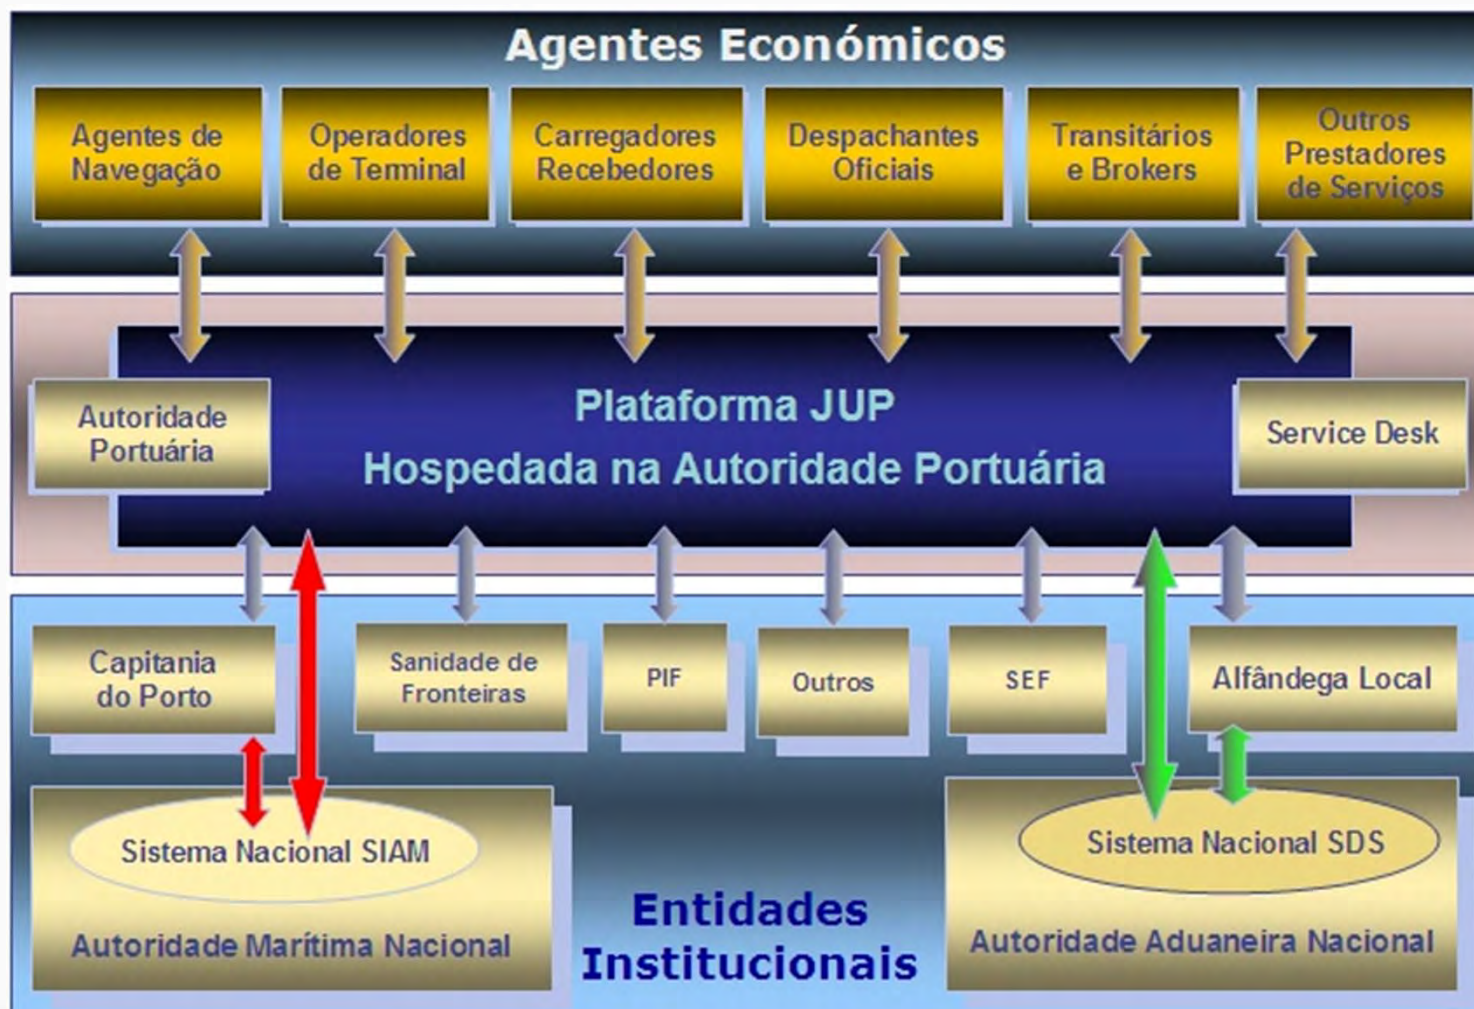 Agentes Económicos
Agentes de
Navegação
Operadores
de Terminal
Carregadores
Recebedores
Despachantes
Oficiais
Transitários
e Brokers
Outros
Prestadores
de Serviços
Autoridade
Portuária
Plataforma JUP
Hospedada na Autoridade Portuária
Service Desk
Capitania
do Porto
Sanidade de
Fronteiras
PIF
Outros
SEF
Alfândega Local
Sistema Nacional SIAM
Autoridade Marítima Nacional
Entidades
Institucionais
Sistema Nacional SDS
Autoridade Aduaneira Nacional